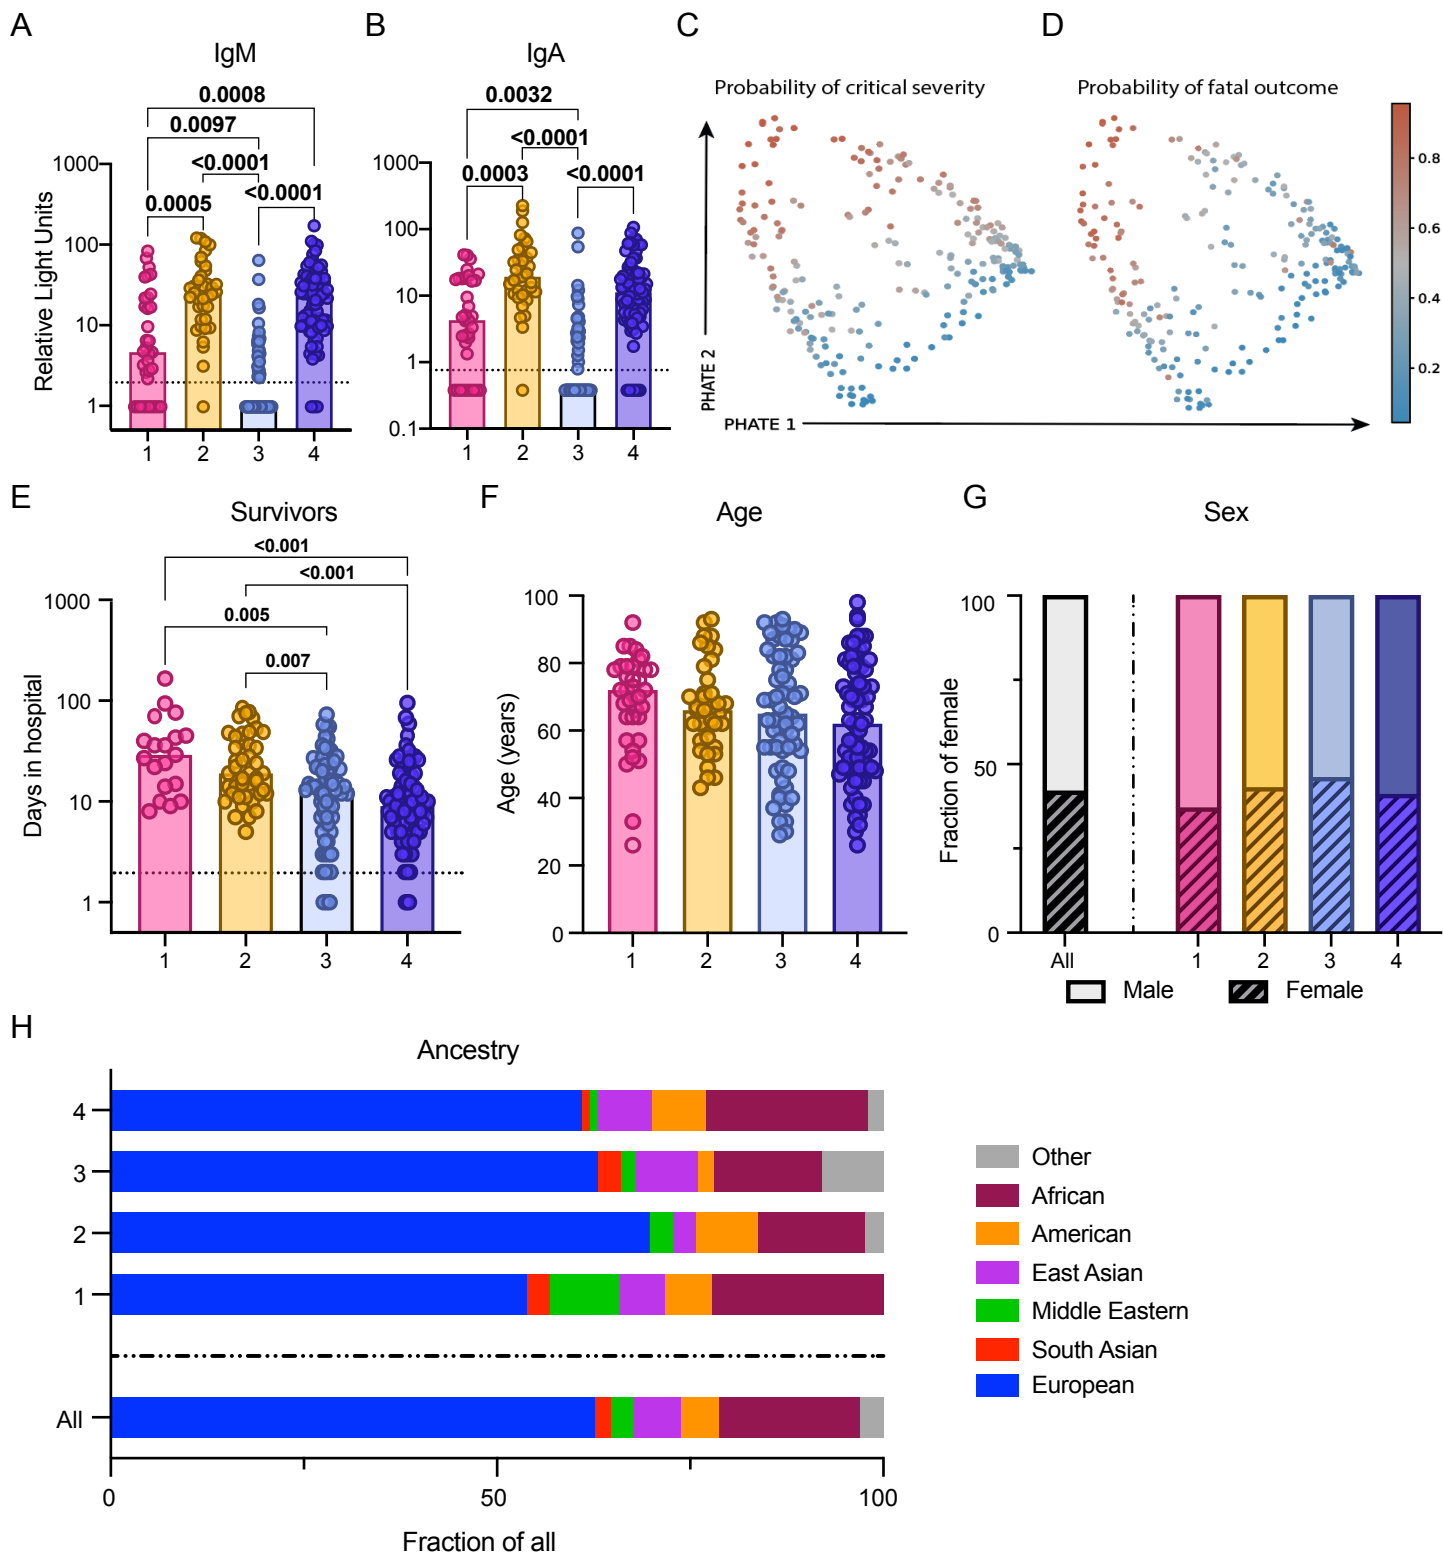 A
IgM
0.0008
0.0097
<0.0001
<0.0001
0.0005
Relative Light Units
1000
100
10
1
1 2 3 4
B
IgA
0.0032
<0.0001
0.0003
<0.0001
1000
100
10
1
0.1
1 2 3 4
C
Probability of critical severity
PHATE 2
PHATE 1
D
Probability of fatal outcome
0.8
0.6
0.4
0.2
E
Survivors
<0.001
<0.001
0.005
0.007
Days in hospital
1000
100
10
1
1 2 3 4
F
Age
Age (years)
100
80
60
40
20
0
1 2 3 4
G
Sex
Fraction of female
100
50
0
All 1 2 3 4
Male Female
H
Ancestry
4
3
2
1
All
0 50 100
Fraction of all
Other
African
American
East Asian
Middle Eastern
South Asian
European